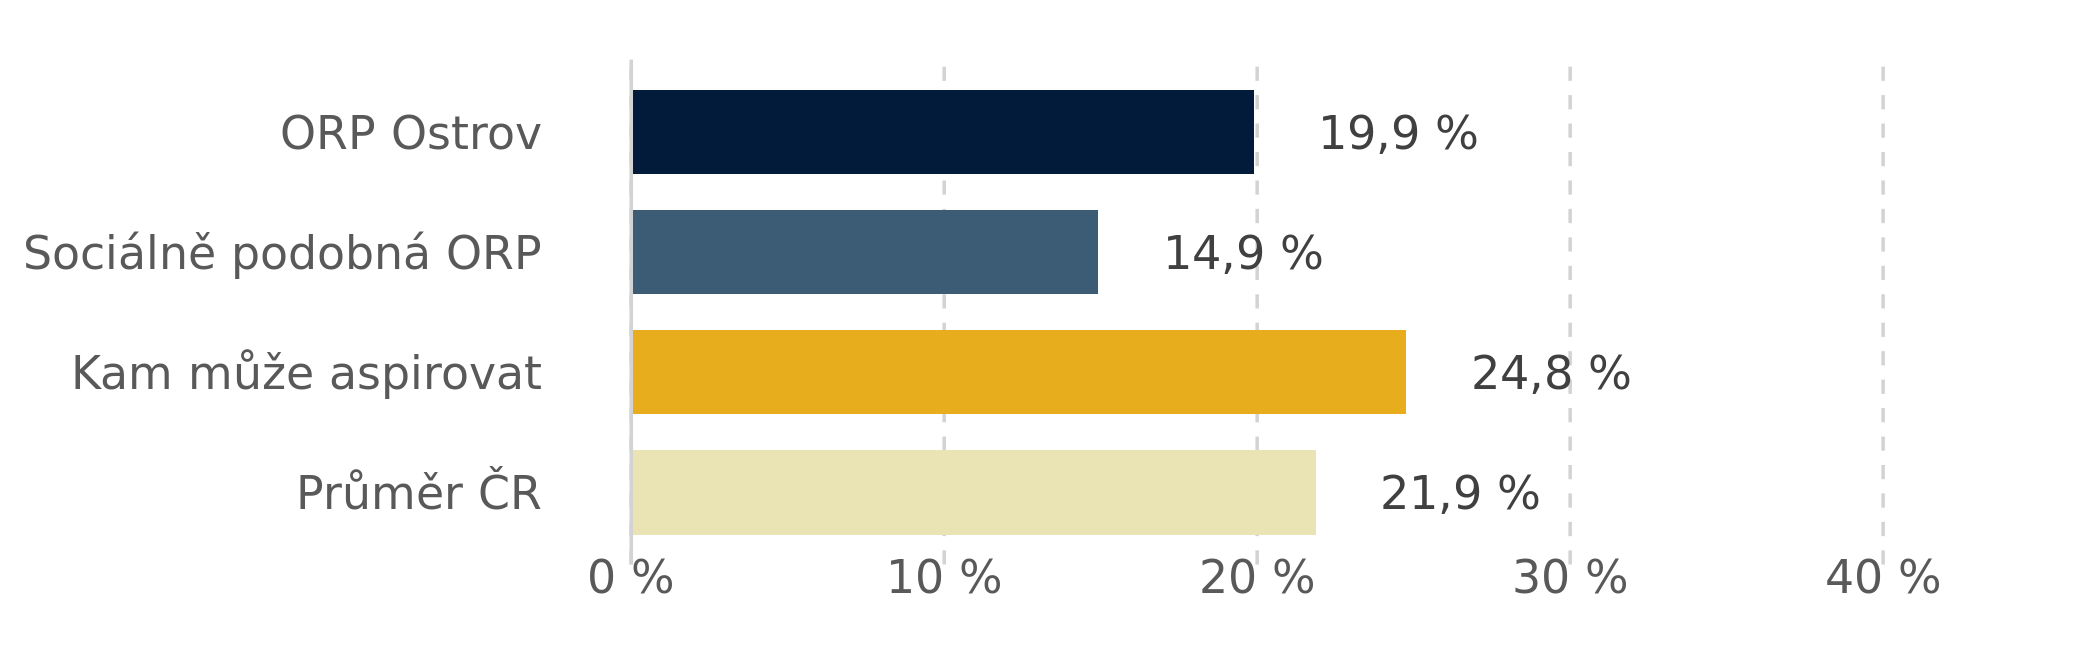 ORP Ostrov 19,9 %
Sociálně podobná ORP 14,9 %
Kam může aspirovat 24,8 %
Průměr ČR 21,9 %
0 % 10 % 20 % 30 % 40 %